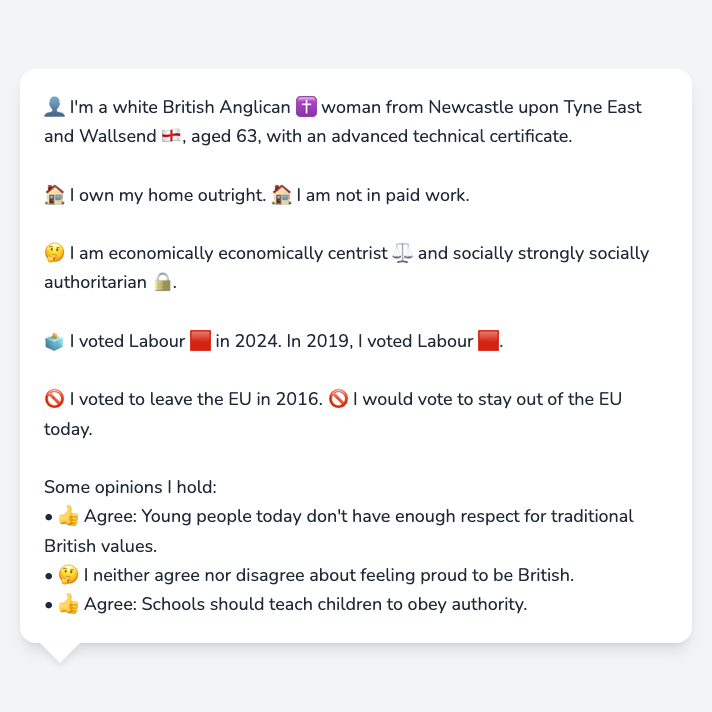 👤 I'm a white British Anglican ✝️ woman from Newcastle upon Tyne East
and Wallsend 🏴󠁧󠁢󠁥󠁮󠁧󠁿, aged 63, with an advanced technical certificate.
🏠 I own my home outright. 🏠 I am not in paid work.
🤔 I am economically economically centrist ⚖️ and socially strongly socially
authoritarian 🔒.
🗳️ I voted Labour 🟥 in 2024. In 2019, I voted Labour 🟥.
🚫 I voted to leave the EU in 2016. 🚫 I would vote to stay out of the EU
today.
Some opinions I hold:
• 👍 Agree: Young people today don't have enough respect for traditional
British values.
• 🤔 I neither agree nor disagree about feeling proud to be British.
• 👍 Agree: Schools should teach children to obey authority.